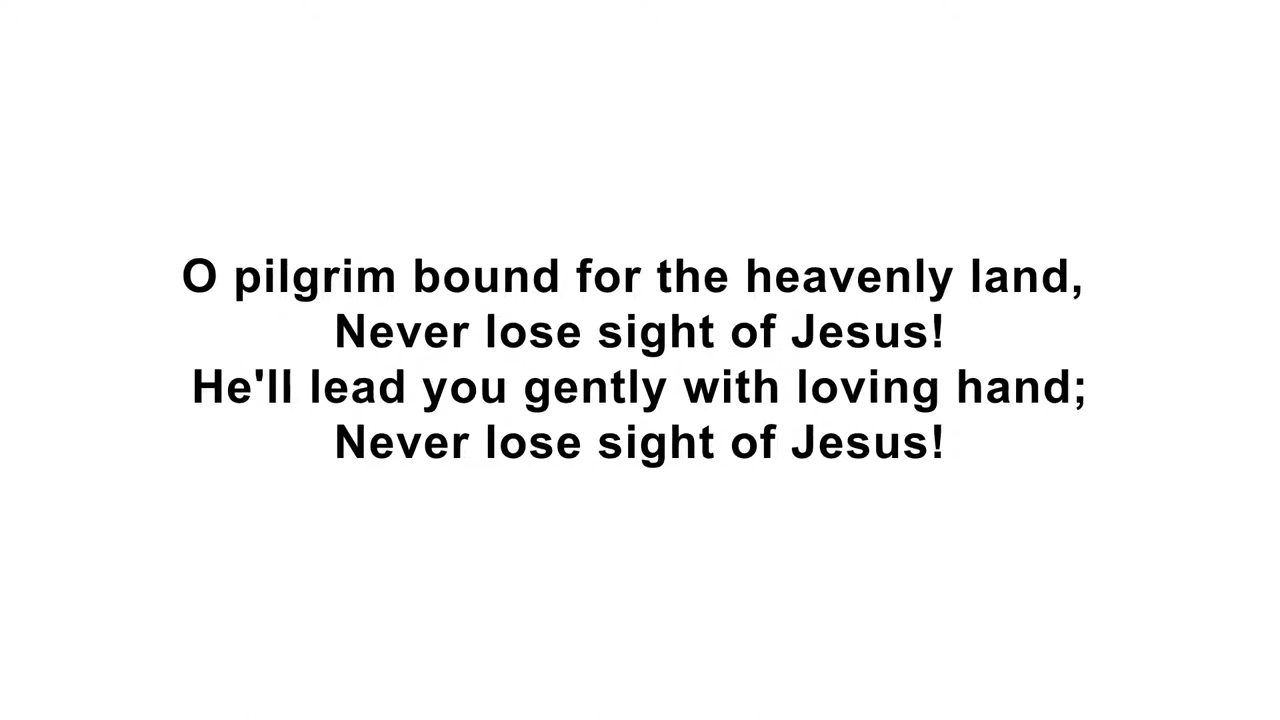 O pilgrim bound for the heavenly land,
Never lose sight of Jesus!
He'll lead you gently with loving hand;
Never lose sight of Jesus!